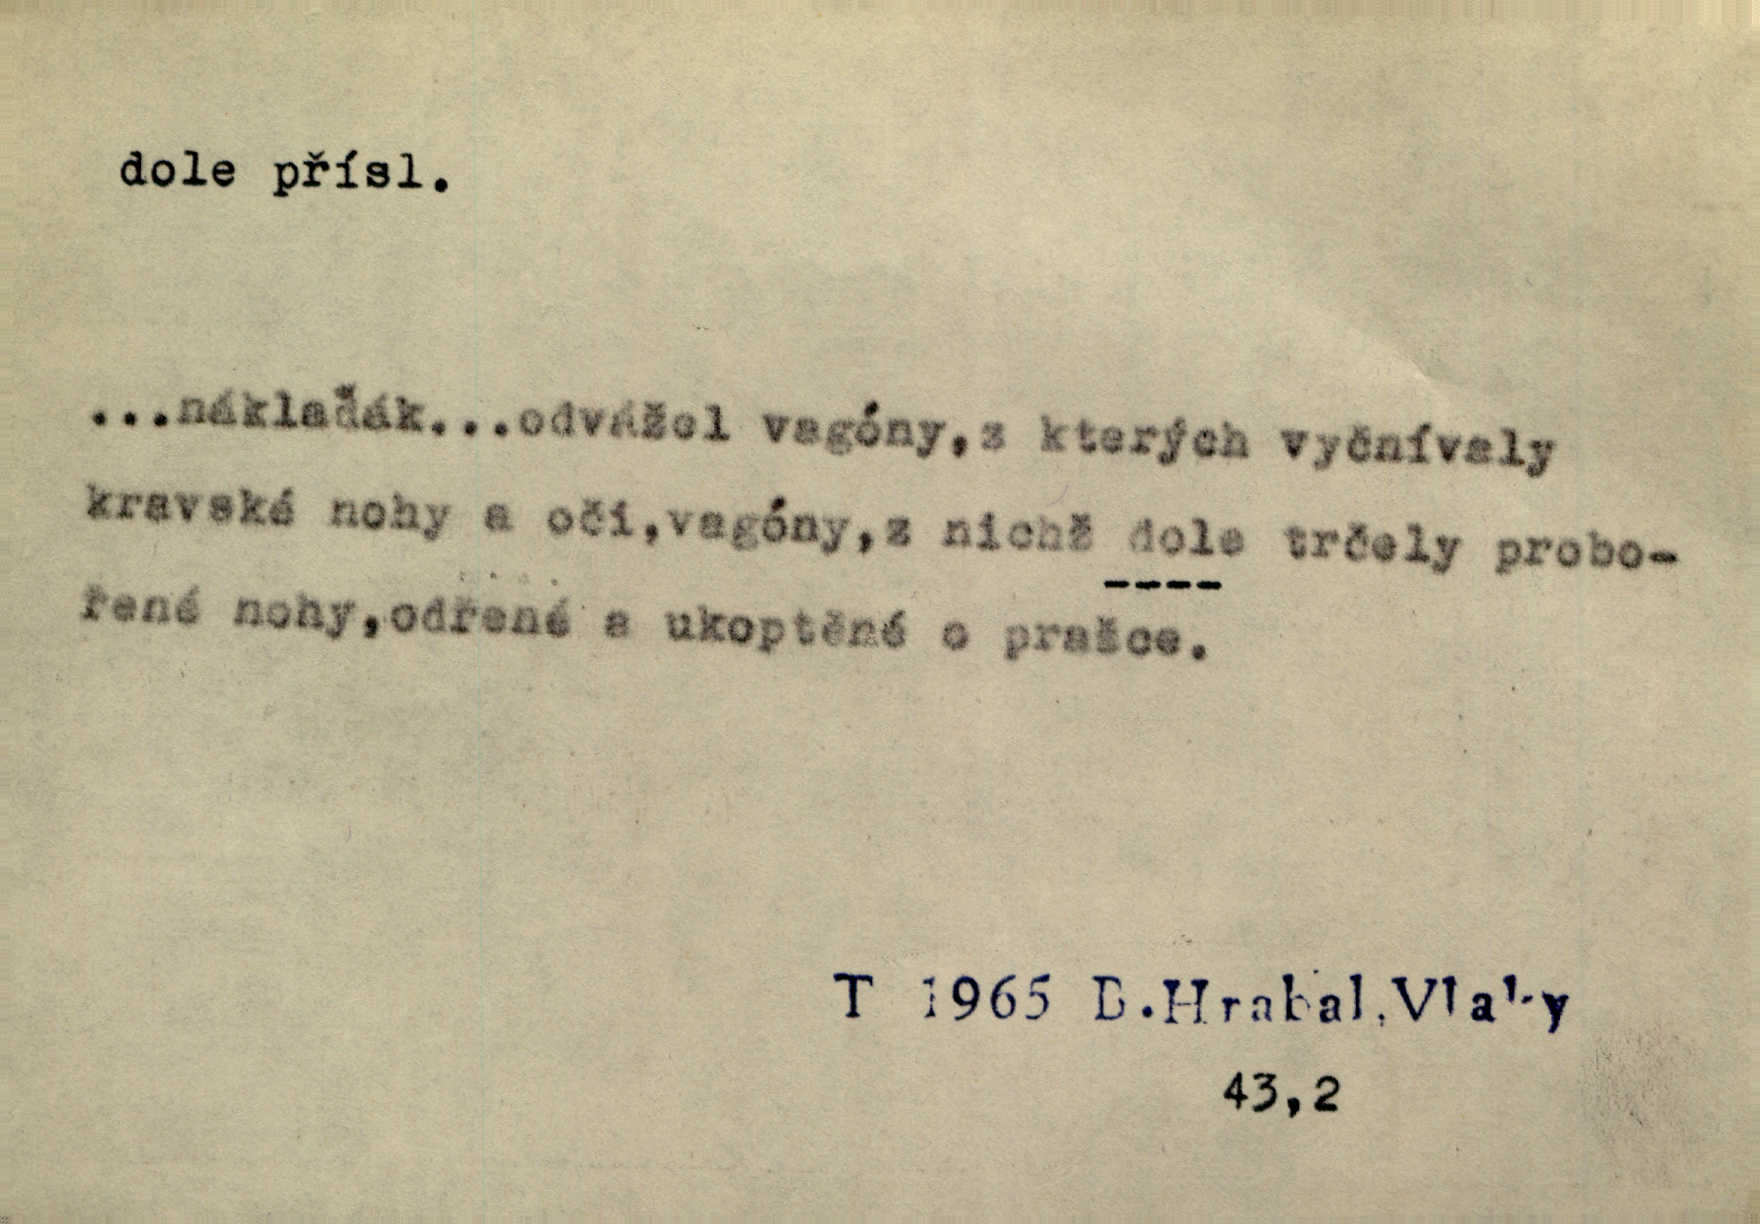 dole přísl.
...náklaďák...odvážel vagóny,z kterých vyčnívaly
kravské nohy a oči,vagóny,z nichž dole trčely probo-
řené nohy,odřené a ukoptěné o pražce.
T 1965 B.Hrabal,Vlaky
43,2